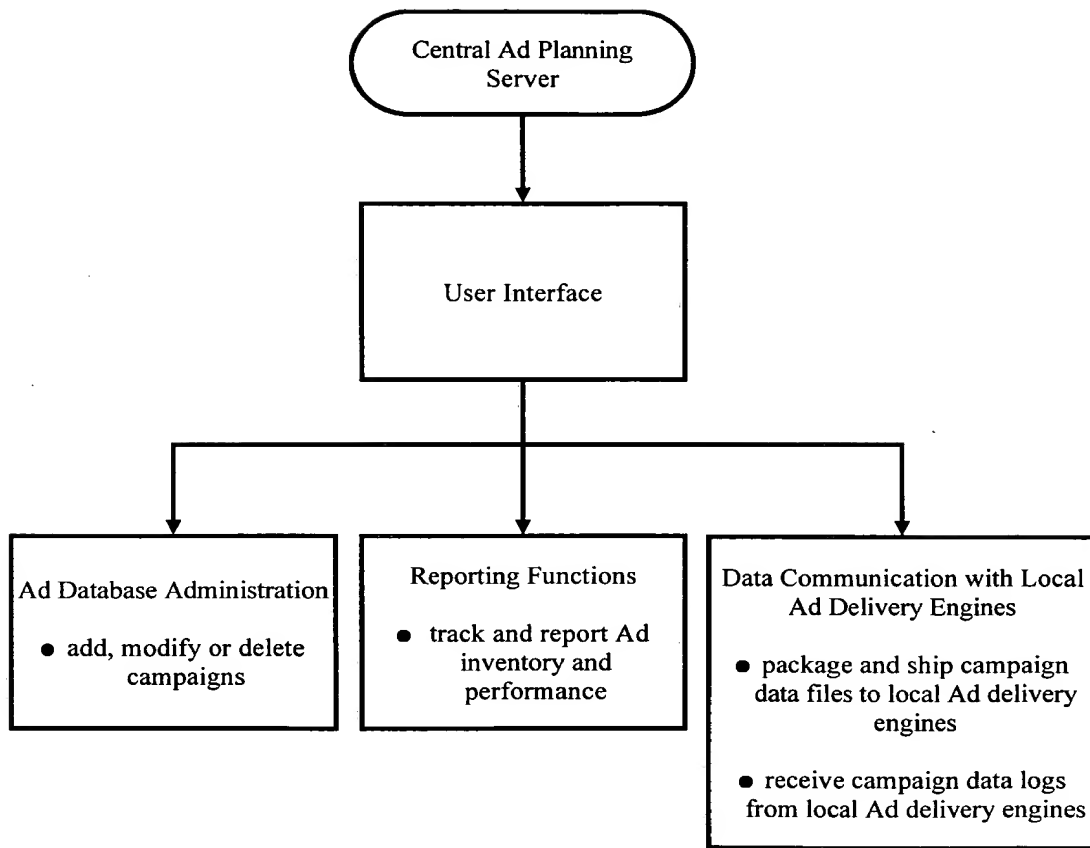 Central Ad Planning
Server
User Interface
Ad Database Administration
● add, modify or delete
campaigns
Reporting Functions
● track and report Ad
inventory and
performance
Data Communication with Local
Ad Delivery Engines
● package and ship campaign
data files to local Ad delivery
engines
● receive campaign data logs
from local Ad delivery engines